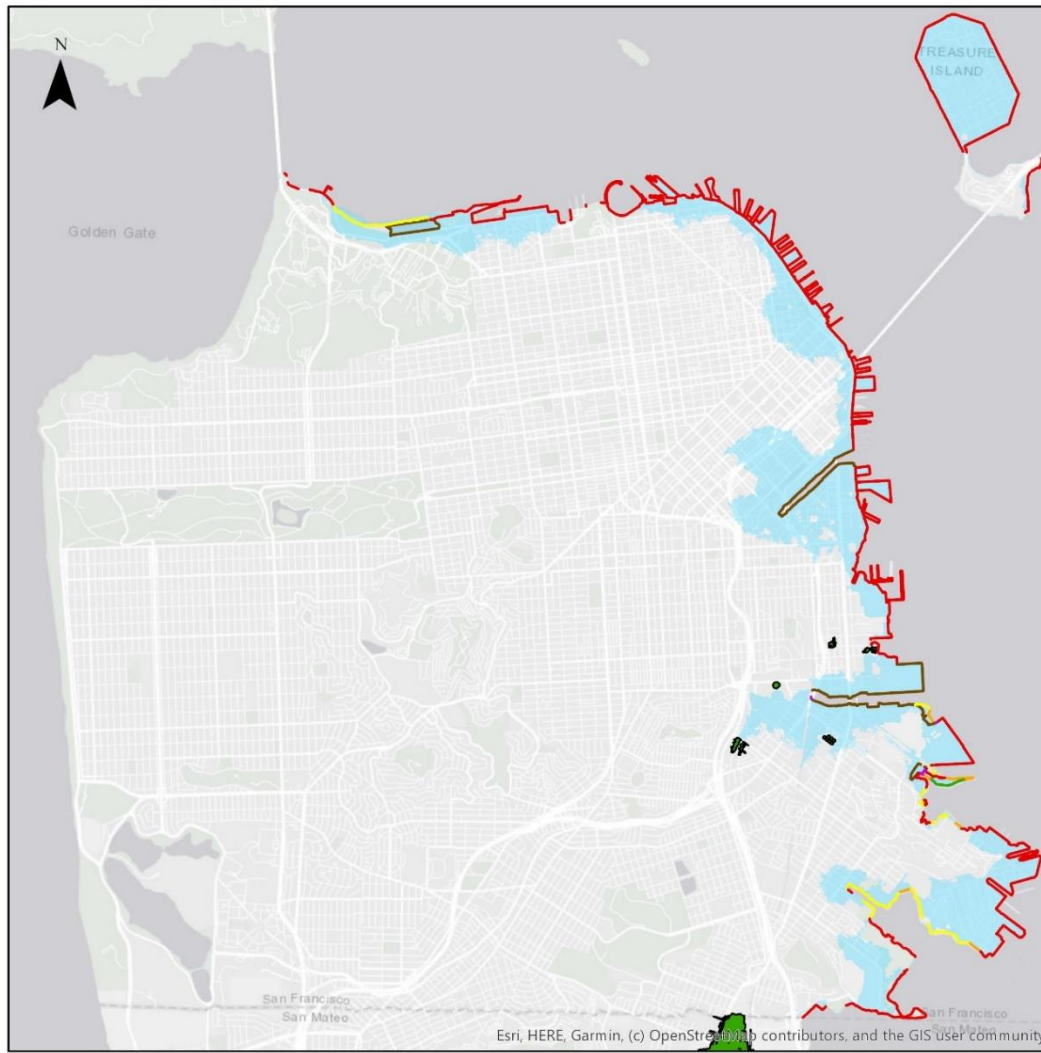 N
TREASURE
ISLAND
Golden Gate
San Francisco
San Mateo
San Francisco
San Mateo
Esri, HERE, Garmin, (c) OpenStreetMap contributors, and the GIS user community